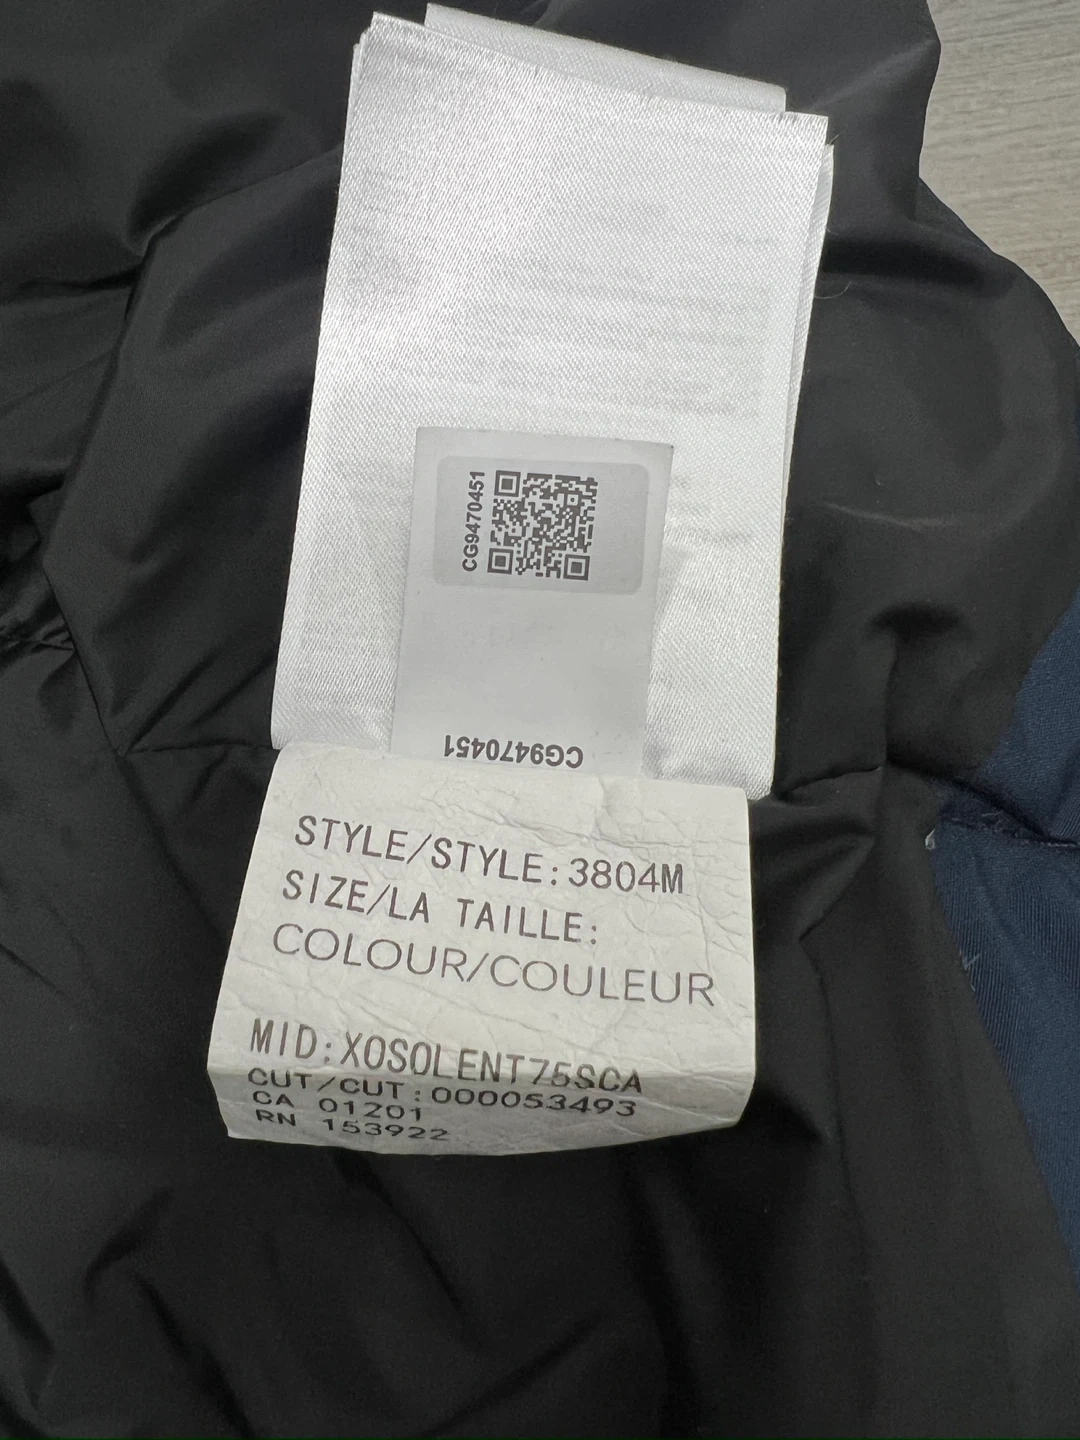 CG9470451
CG9470451
STYLE/STYLE:3804M
SIZE/LA TAILLE:
COLOUR/COULEUR
MID:XOSOLENT75SCA
CUT/CUT:000053493
CA 01201
RN 153922